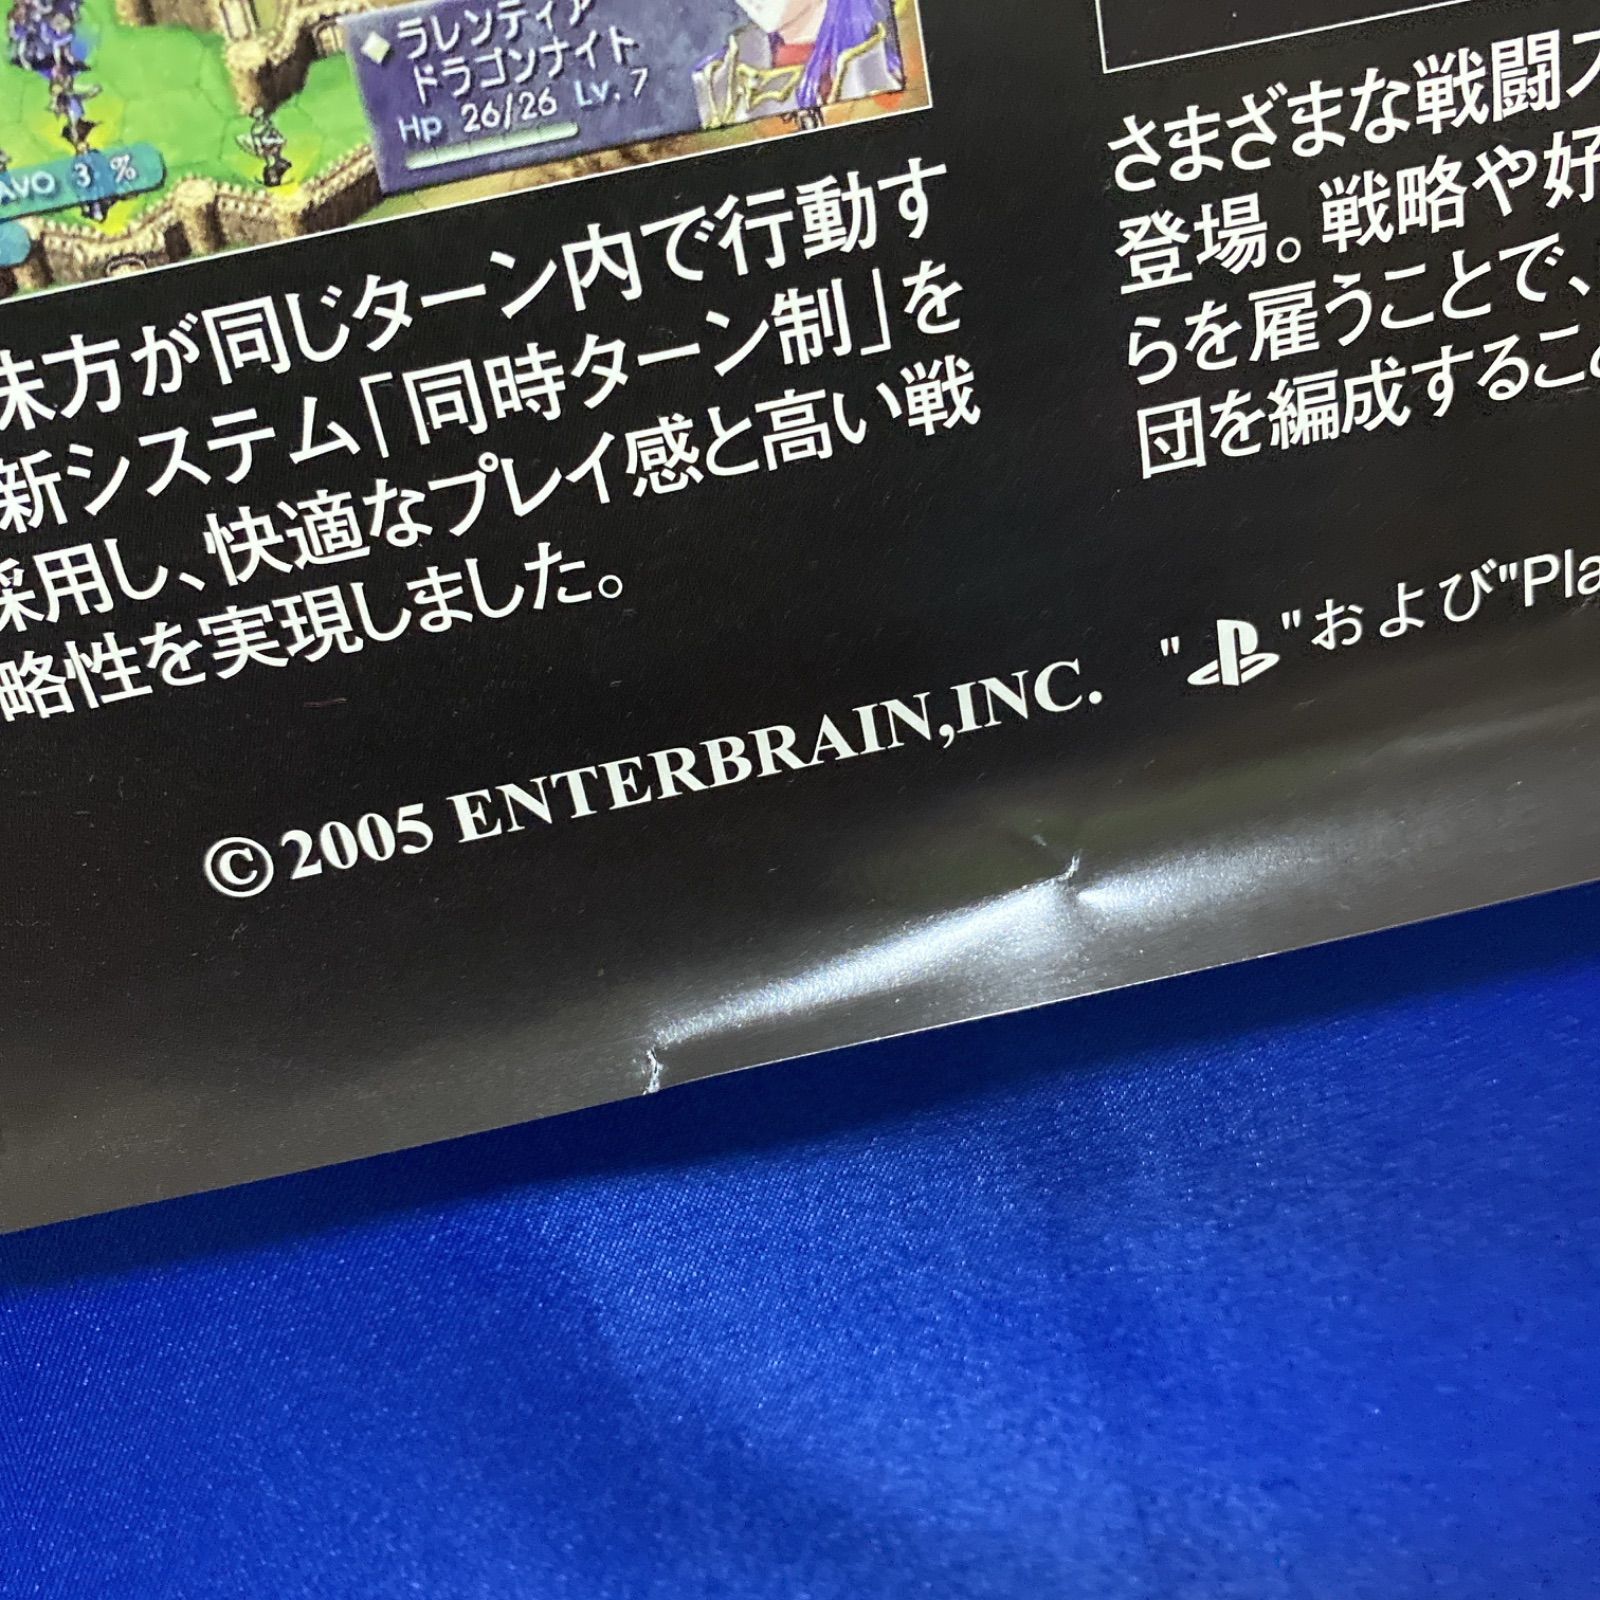 ラレンティア
ドラゴンナイト
Hp 26/26 Lv.7
AVO 3 %
味方が同じターン内で行動す
新システム「同時ターン制」を
採用し、快適なプレイ感と高い戦
略性を実現しました。
さまざまな戦闘ス
登場。戦略や好
らを雇うことで、
団を編成するこ
©2005 ENTERBRAIN,INC. " "および"Pla